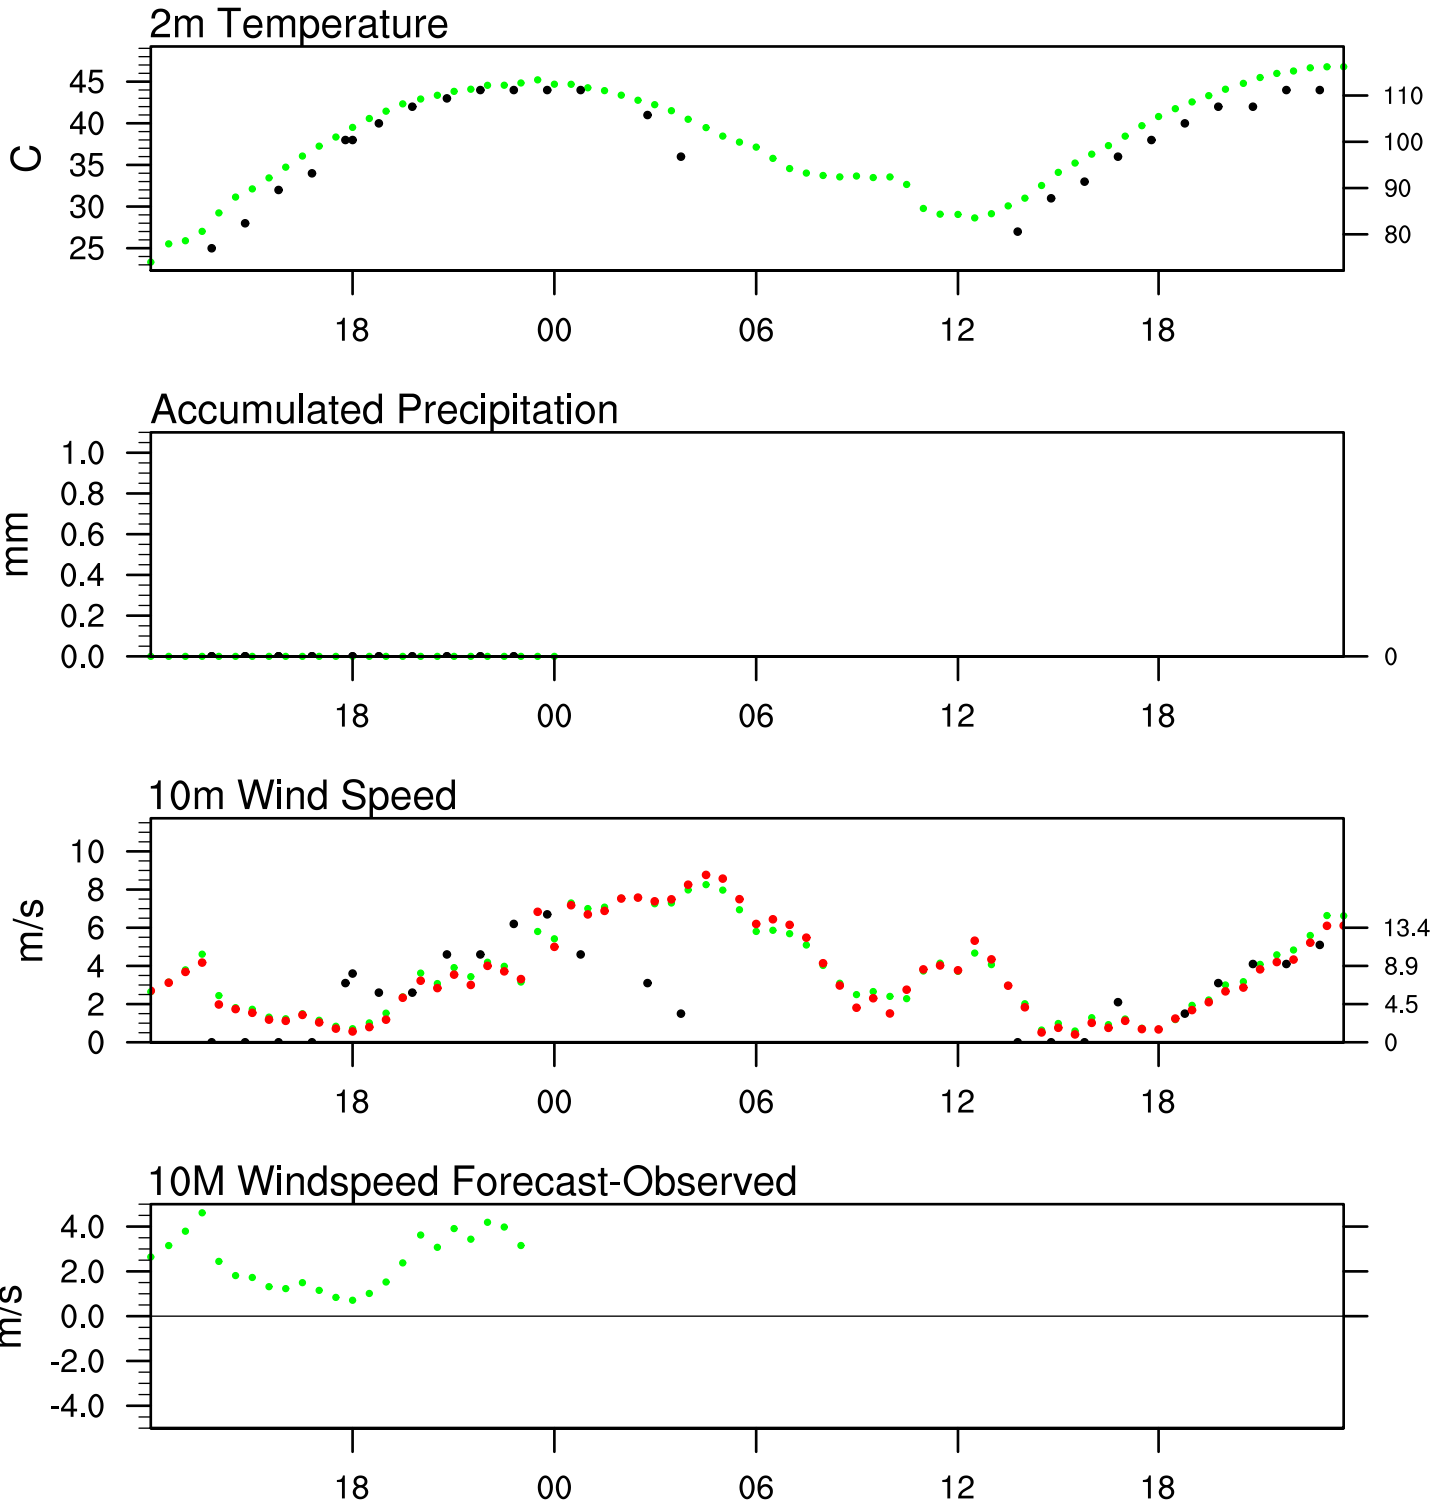 2m Temperature
C
45
40
35
30
25
110
100
90
80
18 00 06 12 18
Accumulated Precipitation
mm
1.0
0.8
0.6
0.4
0.2
0.0
0
18 00 06 12 18
10m Wind Speed
m/s
10
8
6
4
2
0
13.4
8.9
4.5
0
18 00 06 12 18
10M Windspeed Forecast-Observed
m/s
4.0
2.0
0.0
-2.0
-4.0
18 00 06 12 18